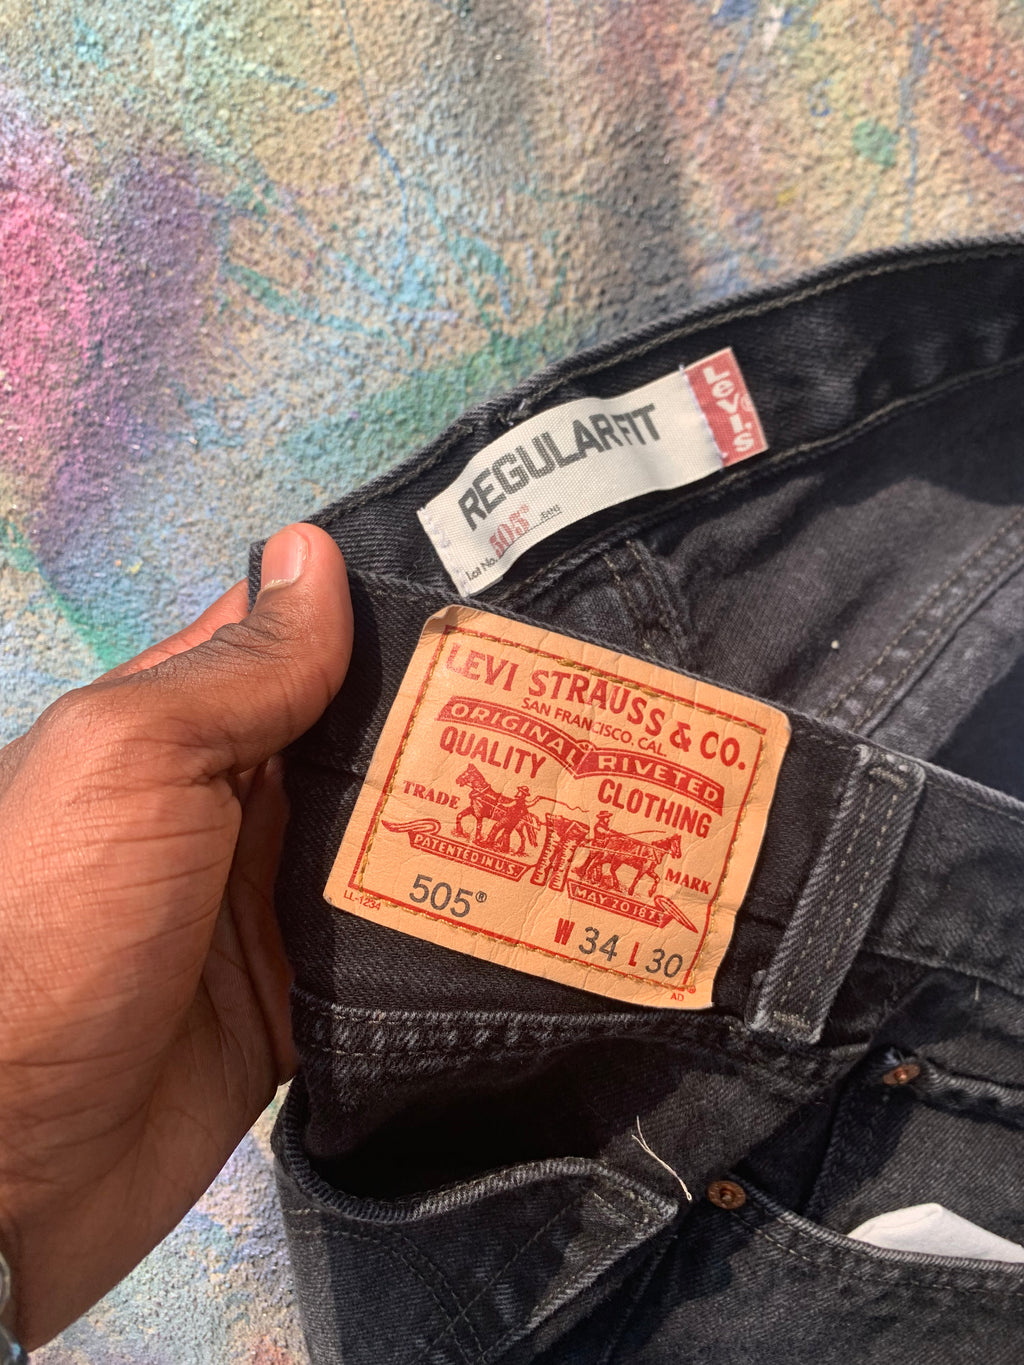 REGULAR FIT
Levi's
Lot No. 505® JEANS
LEVI STRAUSS & CO.
SAN FRANCISCO, CAL.
ORIGINAL RIVETED
QUALITY CLOTHING
TRADE MARK
PATENTED IN U.S. MAY 20 1873
505®
W 34 L 30
LL-1234
AD